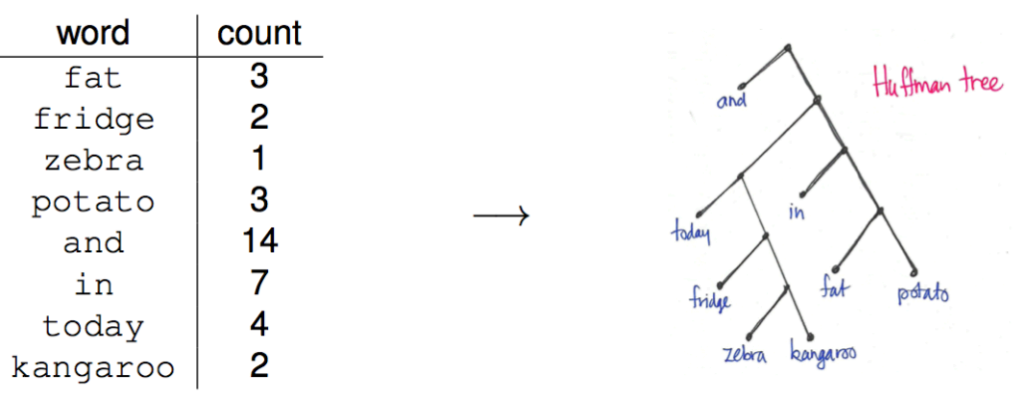 word count
fat 3
fridge 2
zebra 1
potato 3
and 14
in 7
today 4
kangaroo 2
Huffman tree
and
in
today
fat
potato
fridge
zebra
kangaroo